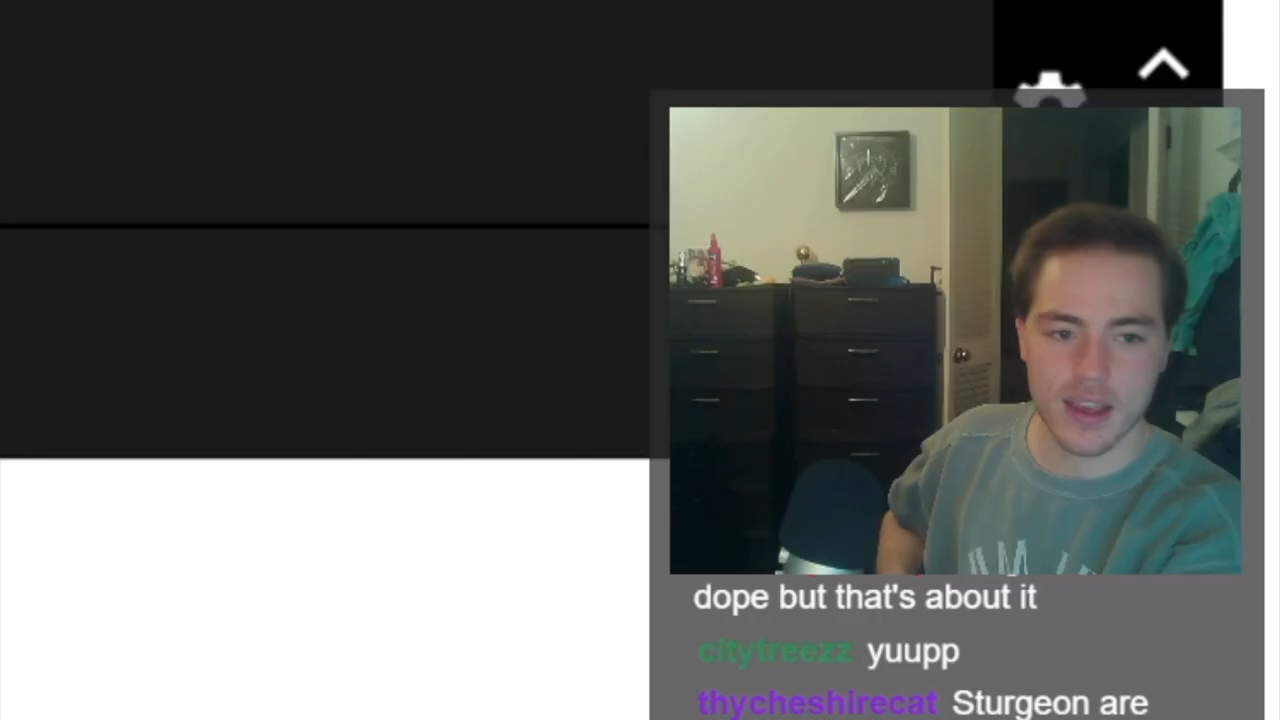 dope but that's about it
citytreezz yuupp
thycheshirecat Sturgeon are